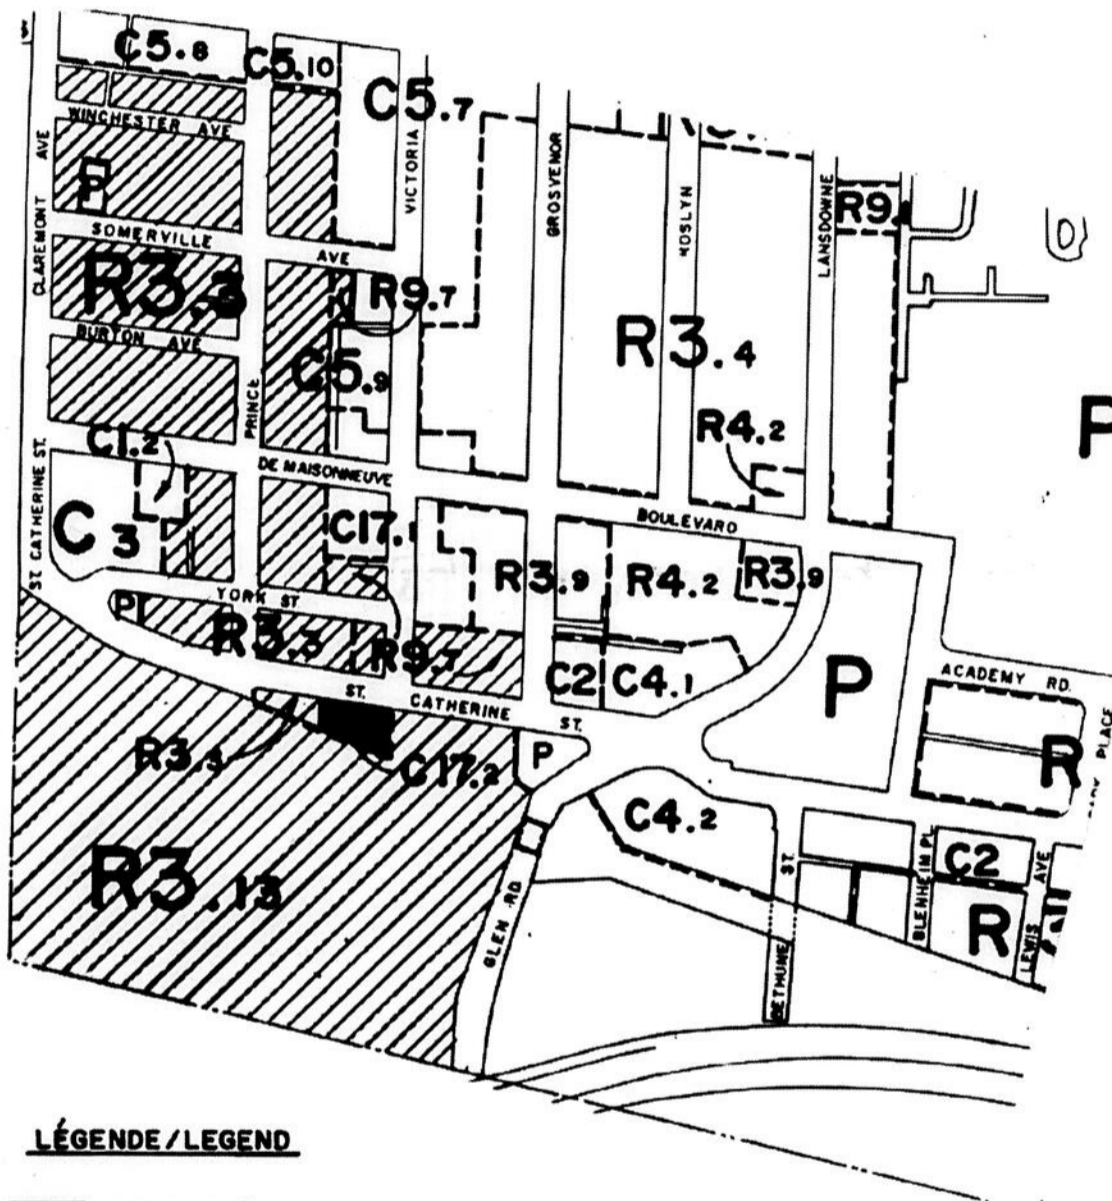 C5.8
C5.10
C5.7
WINCHESTER AVE
P
CLAREMONT AVE
VICTORIA
GROSVENOR
LANSDOWNE
R9.
SOMERVILLE AVE
R3.3
R9.7
R3.4
BURTON AVE
C5.9
PRINCE
R4.2
P
C1.2
DE MAISONNEUVE BOULEVARD
ST. CATHERINE ST.
C3
C17.1
R3.9
R4.2
R3.9
YORK ST.
P
R3.3
R9.7
C2
C4.1
P
ACADEMY RD.
PLACE
ST. CATHERINE ST.
R3.3
C17.2
P
R
C4.2
R3.13
GLEN RD
ST.
BETHUNE
BLENHEIM PL.
C2
LEWIS AVE
R
LÉGENDE/LEGEND